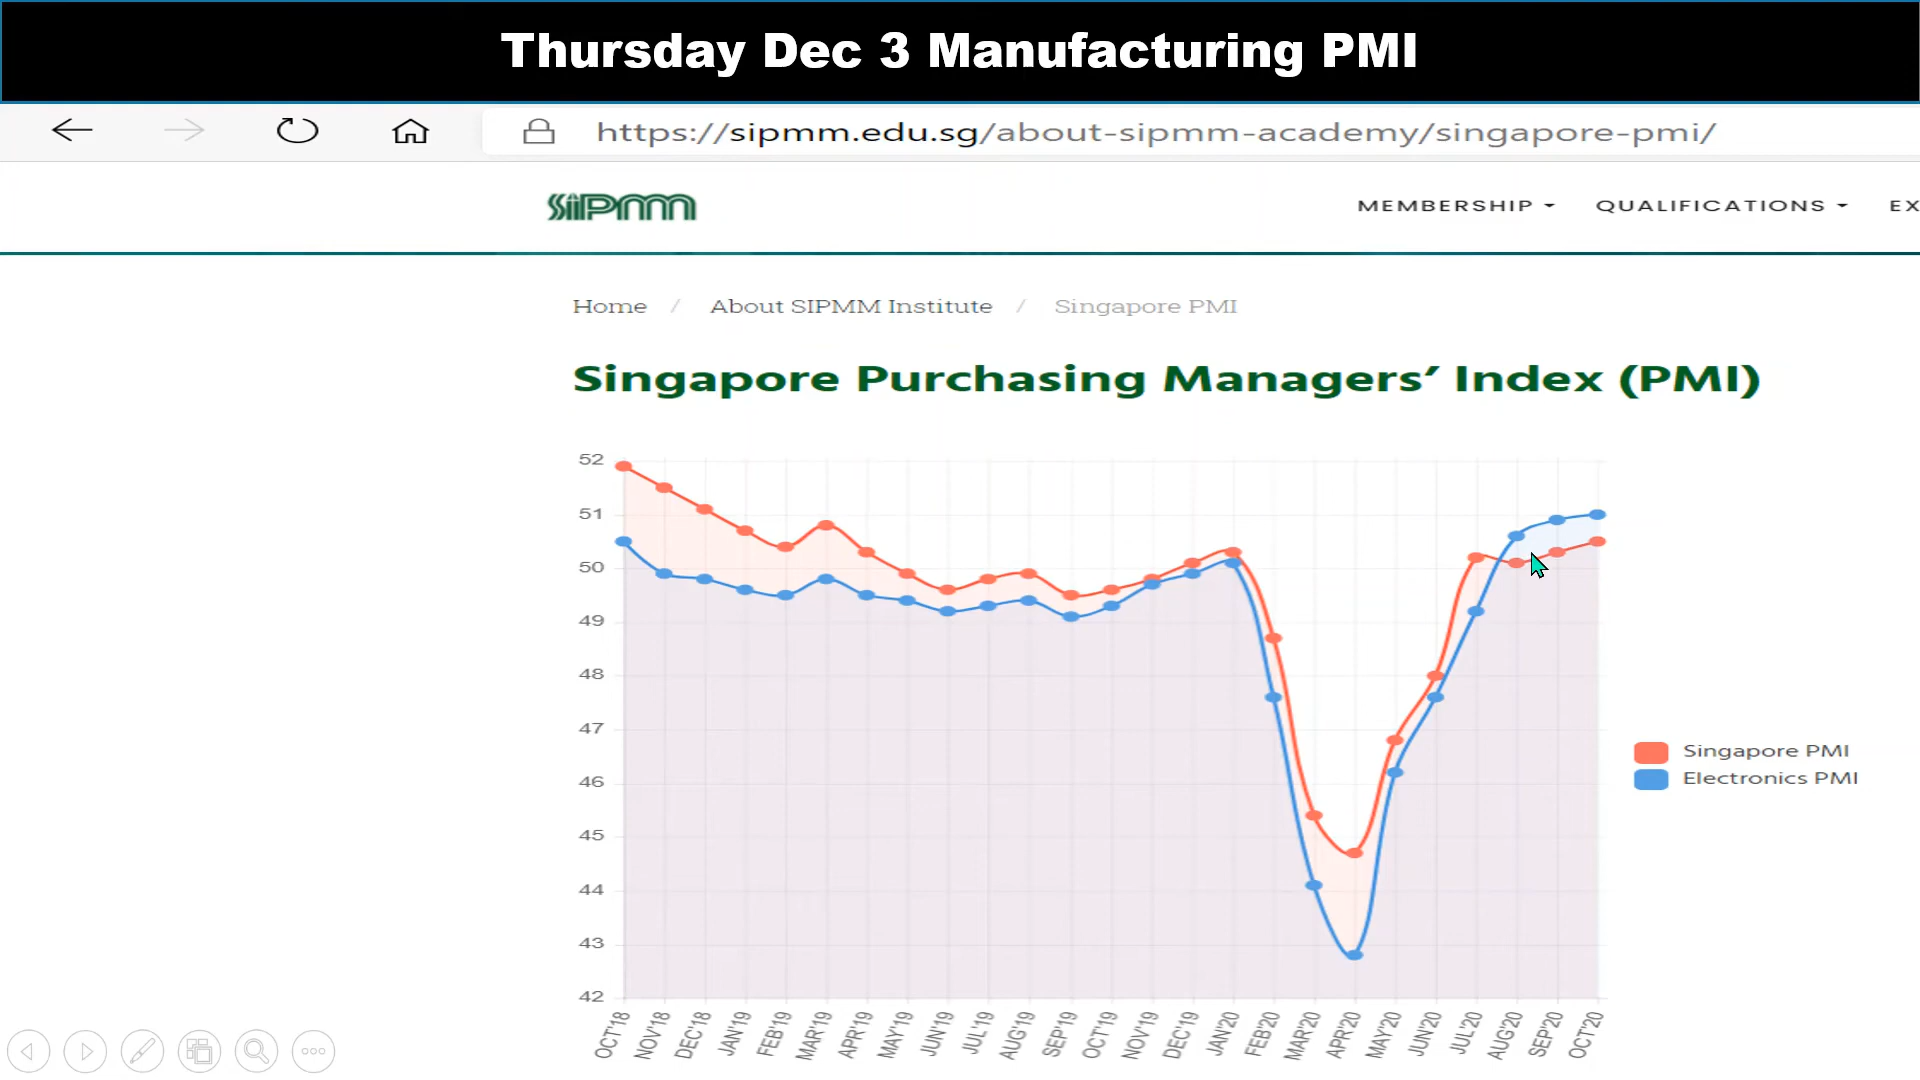 Thursday Dec 3 Manufacturing PMI
https://sipmm.edu.sg/about-sipmm-academy/singapore-pmi/
SIPMM
MEMBERSHIP QUALIFICATIONS EX
Home / About SIPMM Institute / Singapore PMI
Singapore Purchasing Managers’ Index (PMI)
52
51
50
49
48
47
46
45
44
43
42
OCT'18 NOV'18 DEC'18 JAN'19 FEB'19 MAR'19 APR'19 MAY'19 JUN'19 JUL'19 AUG'19 SEP'19 OCT'19 NOV'19 DEC'19 JAN'20 FEB'20 MAR'20 APR'20 MAY'20 JUN'20 JUL'20 AUG'20 SEP'20 OCT'20
Singapore PMI
Electronics PMI